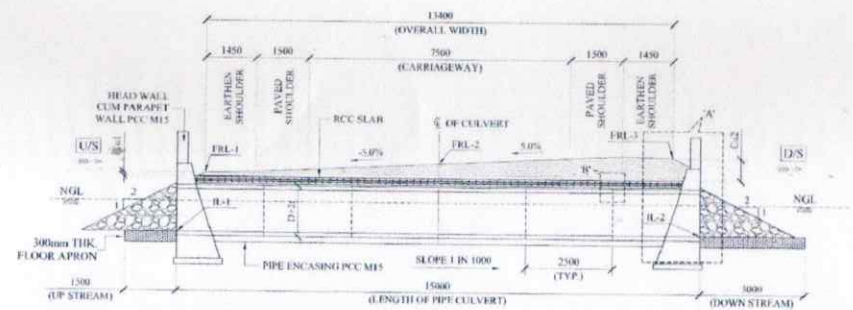 13400
(OVERALL WIDTH)
1450
1500
7500
1500
1450
(CARRIAGEWAY)
EARTHEN
SHOULDER
PAVED
SHOULDER
PAVED
SHOULDER
EARTHEN
SHOULDER
HEAD WALL
CUM PARAPET
WALL PCC M15
'A'
RCC SLAB
℄ OF CULVERT
U/S
D/S
FRL-1
-5.0%
FRL-2
5.0%
FRL-3
'B'
NGL
NGL
2
1
IL-1
IL-2
2
1
300mm THK.
FLOOR APRON
PIPE ENCASING PCC M15
SLOPE 1 IN 1000
2500
(TYP.)
1500
(UP STREAM)
15000
(LENGTH OF PIPE CULVERT)
3000
(DOWN STREAM)